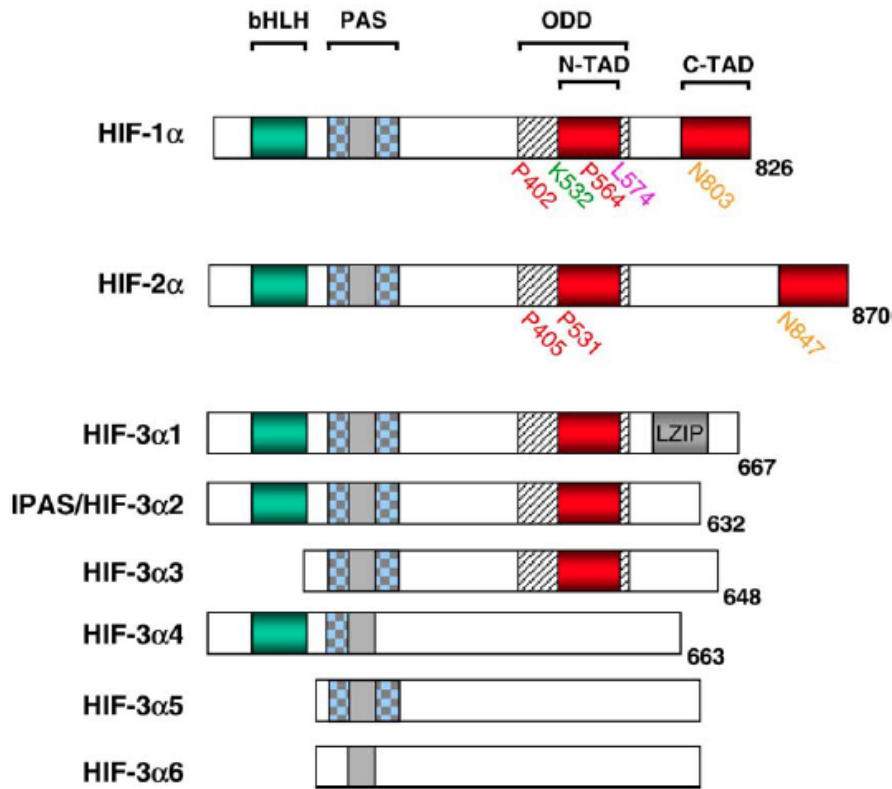 bHLH PAS ODD
N-TAD C-TAD
HIF-1α
826
P402 K532 P564 L574 N803
HIF-2α
870
P405 P531 N847
HIF-3α1 LZIP
667
IPAS/HIF-3α2
632
HIF-3α3
648
HIF-3α4
663
HIF-3α5
HIF-3α6